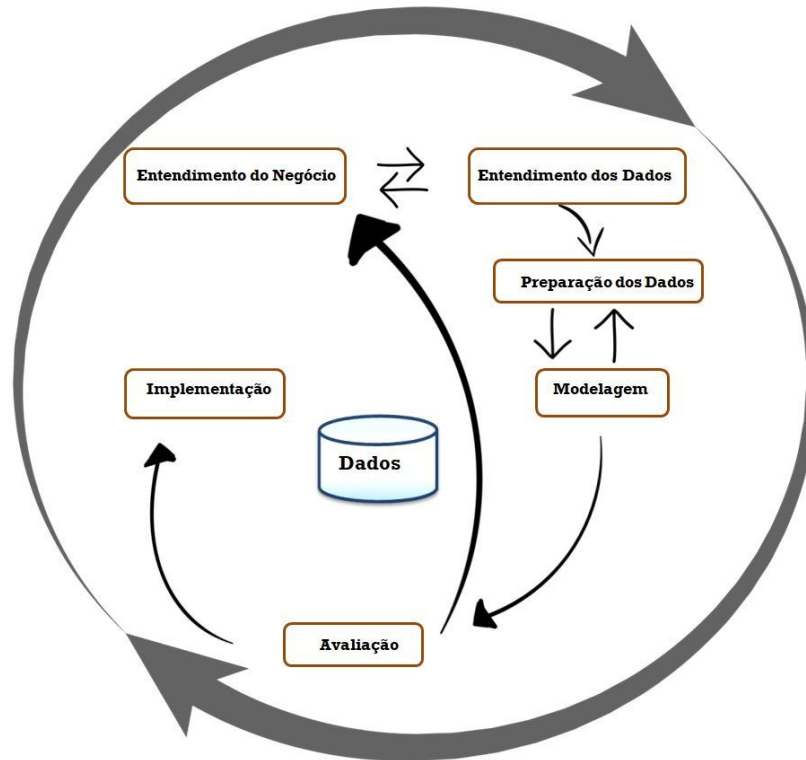 Entendimento do Negócio
Entendimento dos Dados
Preparação dos Dados
Implementação
Modelagem
Dados
Avaliação